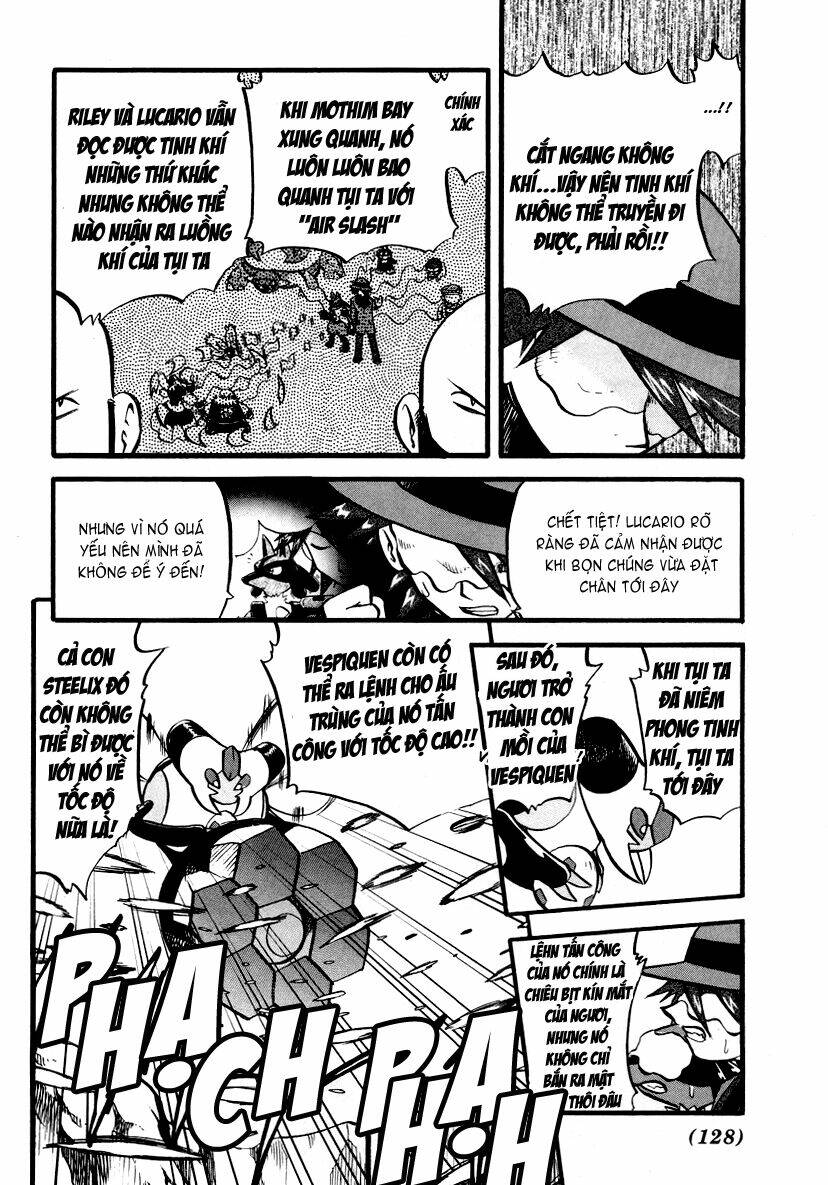 ...!!
CẮT NGANG KHÔNG
KHÍ...VẬY NÊN TINH KHÍ
KHÔNG THỂ TRUYỀN ĐI
ĐƯỢC, PHẢI RỒI!!
CHÍNH
XÁC
KHI MOTHIM BAY
XUNG QUANH, NÓ
LUÔN LUÔN BAO
QUANH TỤI TA VỚI
"AIR SLASH"
RILEY VÀ LUCARIO VẪN
ĐỌC ĐƯỢC TINH KHÍ
NHỮNG THỨ KHÁC
NHƯNG KHÔNG THỂ
NÀO NHẬN RA LUỒNG
KHÍ CỦA TỤI TA
CHẾT TIỆT! LUCARIO RÕ
RÀNG ĐÃ CẢM NHẬN ĐƯỢC
KHI BỌN CHÚNG VỪA ĐẶT
CHÂN TỚI ĐÂY
NHƯNG VÌ NÓ QUÁ
YẾU NÊN MÌNH ĐÃ
KHÔNG ĐỂ Ý ĐẾN!
KHI TỤI TA
ĐÃ NIÊM
PHONG TINH
KHÍ, TỤI TA
TỚI ĐÂY
SAU ĐÓ,
NGƯƠI TRỞ
THÀNH CON
MỒI CỦA
VESPIQUEN
VESPIQUEN CÒN CÓ
THỂ RA LỆNH CHO ẤU
TRÙNG CỦA NÓ TẤN
CÔNG VỚI TỐC ĐỘ CAO!!
CẢ CON
STEELIX ĐÓ
CÒN KHÔNG
THỂ BÌ ĐƯỢC
VỚI NÓ VỀ
TỐC ĐỘ
NỮA LÀ!
LỆHN TẤN CÔNG
CỦA NÓ CHÍNH LÀ
CHIÊU BỊT KÍN MẮT
CỦA NGƯƠI,
NHƯNG NÓ
KHÔNG CHỈ
BẮN RA MẬT
THÔI ĐÂU
PHẠCH PHẠH
(128)